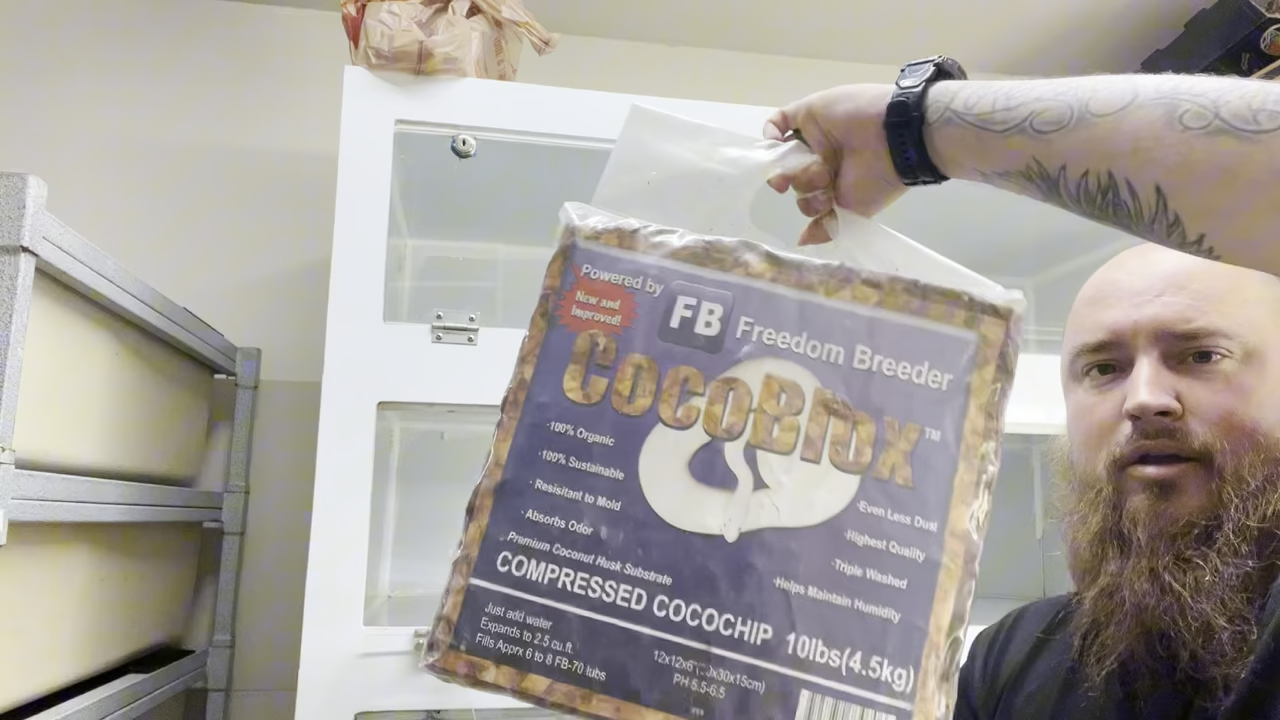 Powered by
New and
Improved!
FB Freedom Breeder
COCOBlOX™
·100% Organic
·100% Sustainable
· Resisitant to Mold
· Absorbs Odor
·Even Less Dust
·Highest Quality
·Triple Washed
·Helps Maintain Humidity
Premium Coconut Husk Substrate
COMPRESSED COCOCHIP 10lbs(4.5kg)
Just add water
Expands to 2.5 cu.ft.
Fills Apprx 6 to 8 FB-70 tubs
12x12x6"
PH 5.5-6.5